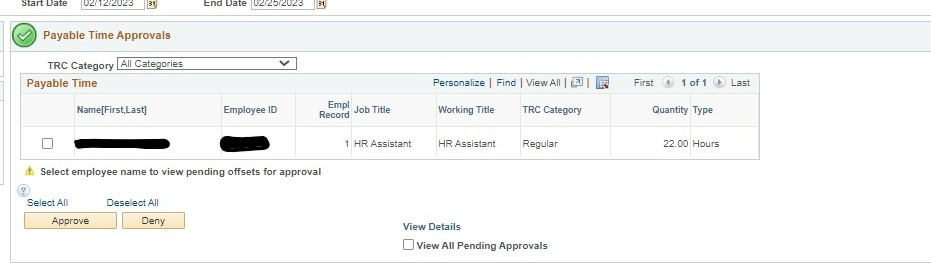 Start Date 02/12/2023 31 End Date 02/25/2023 31
Payable Time Approvals
TRC Category All Categories
Payable Time Personalize | Find | View All | First 1 of 1 Last
Name[First,Last] Employee ID Empl Record Job Title Working Title TRC Category Quantity Type
1 HR Assistant HR Assistant Regular 22.00 Hours
Select employee name to view pending offsets for approval
?
Select All Deselect All
Approve Deny
View Details
View All Pending Approvals